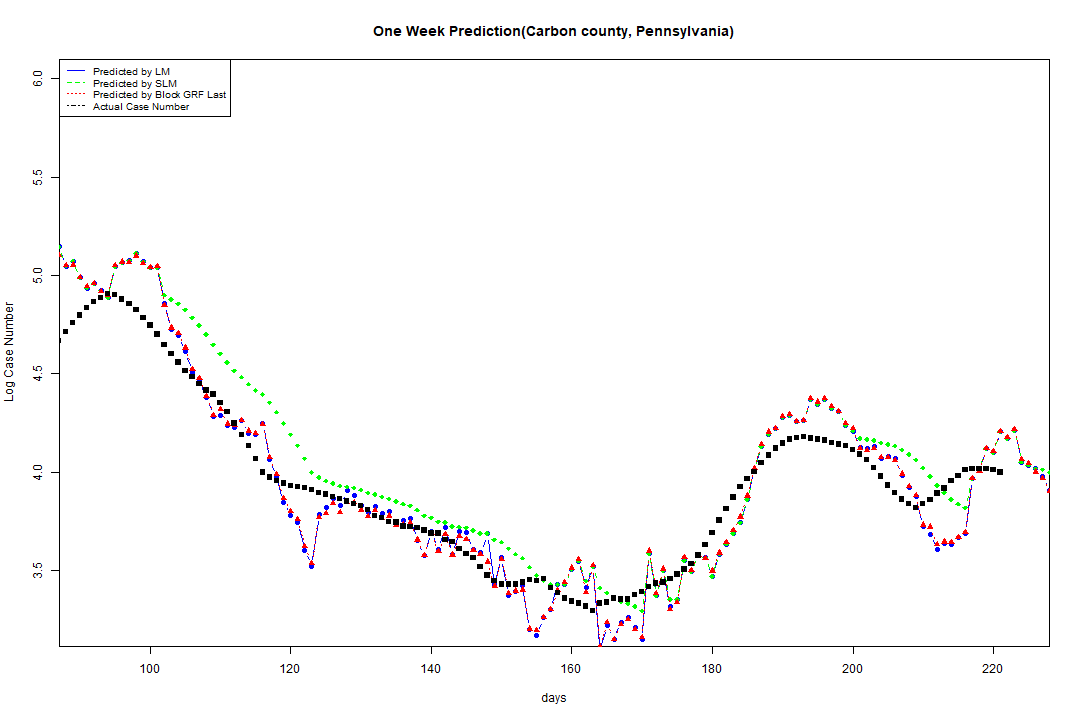 One Week Prediction(Carbon county, Pennsylvania)
Predicted by LM
Predicted by SLM
Predicted by Block GRF Last
Actual Case Number
6.0
5.5
5.0
4.5
4.0
3.5
Log Case Number
100 120 140 160 180 200 220
days